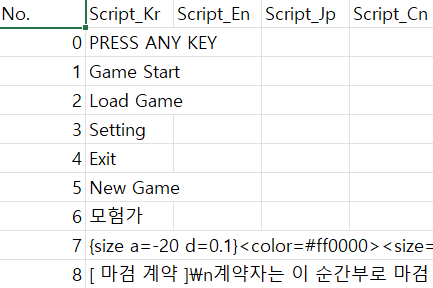 No. Script_Kr Script_En Script_Jp Script_Cn
0 PRESS ANY KEY
1 Game Start
2 Load Game
3 Setting
4 Exit
5 New Game
6 모험가
7 {size a=-20 d=0.1}<color=#ff0000><size=
8 [ 마검 계약 ]₩n계약자는 이 순간부로 마검